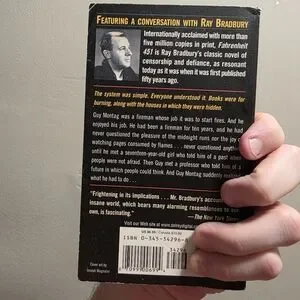 FEATURING A CONVERSATION WITH RAY BRADBURY
Internationally acclaimed with more than
five million copies in print, Fahrenheit
451 is Ray Bradbury's classic novel of
censorship and defiance, as resonant
today as it was when it was first published
fifty years ago.
The system was simple. Everyone understood it. Books were for
burning, along with the houses in which they were hidden.
Guy Montag was a fireman whose job it was to start fires. And he
enjoyed his job. He had been a fireman for ten years, and he had
never questioned the pleasure of the midnight runs nor the joy
watching pages consumed by flames . . . never questioned anyth
until he met a seventeen-year-old girl who told him of a past when
people were not afraid. Then Guy met a professor who told him of a
future in which people could think. And Guy Montag suddenly
what he had to do . . .
"Frightening in its implications . . . Mr. Bradbury's account
insane world, which bears many alarming resemblances to our
own, is fascinating."
—The New York
Visit our Web site at www.delreydigital.c
ISBN 0-345-34296-8
Cover art by